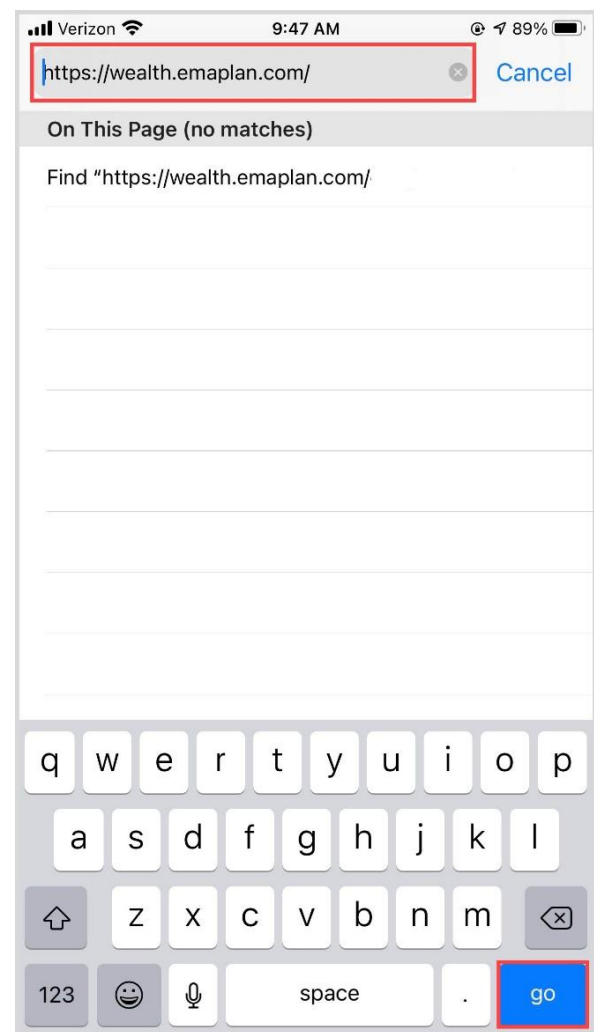 Verizon 9:47 AM 89%
https://wealth.emaplan.com/ Cancel
On This Page (no matches)
Find “https://wealth.emaplan.com/
q w e r t y u i o p
a s d f g h j k l
z x c v b n m
123 space . go